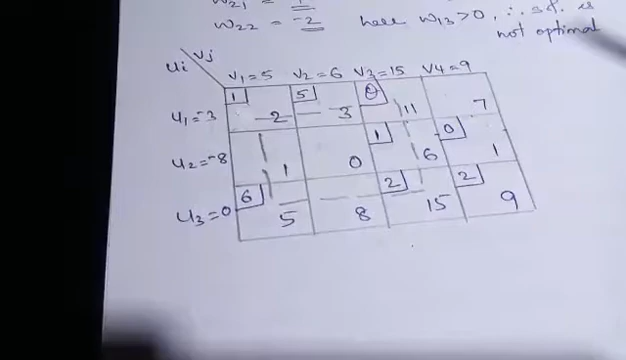 w21 =
w22 = -2 here w13 > 0, ∴ sol. is
not optimal
ui vj
v1=5 v2=6 v3=15 v4=9
u1=-3 1 2 5 3 θ 11 7
u2=-8 1 0 1 6 0 1
u3=0 6 5 8 2 15 2 9